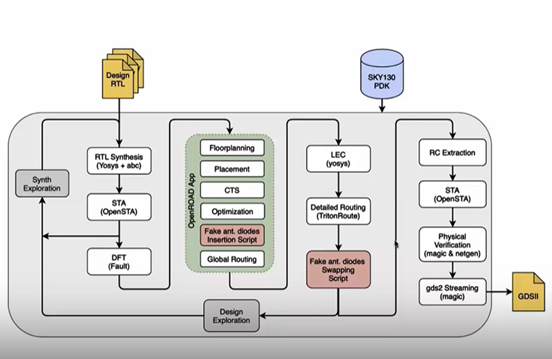 Design
RTL
SKY130
PDK
Synth
Exploration
RTL Synthesis
(Yosys + abc)
STA
(OpenSTA)
DFT
(Fault)
OpenROAD App
Floorplanning
Placement
CTS
Optimization
Fake ant. diodes
Insertion Script
Global Routing
LEC
(yosys)
Detailed Routing
(TritonRoute)
Fake ant. diodes
Swapping
Script
Design
Exploration
RC Extraction
STA
(OpenSTA)
Physical
Verification
(magic & netgen)
gds2 Streaming
(magic)
GDSII